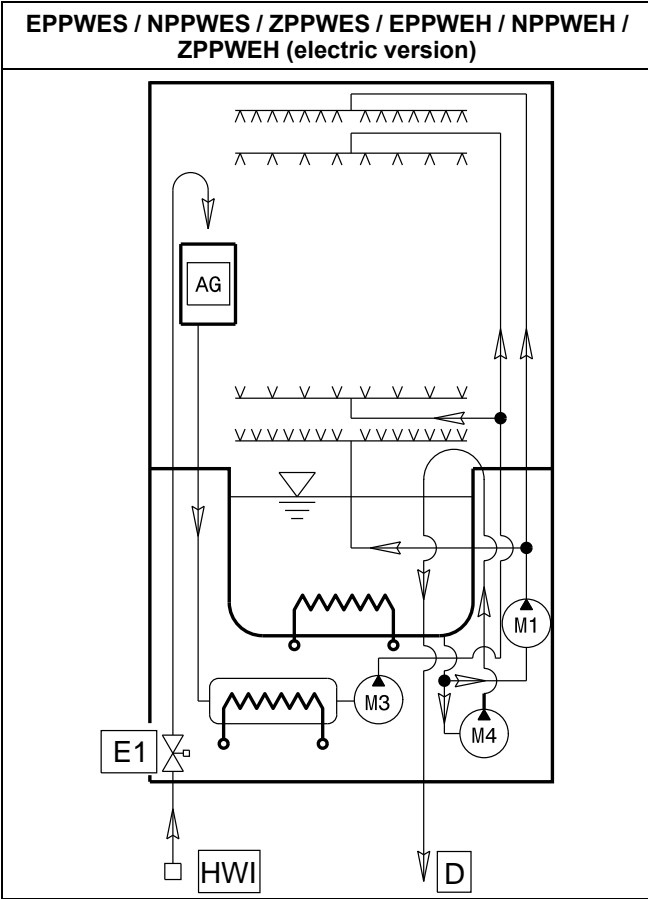 EPPWES / NPPWES / ZPPWES / EPPWEH / NPPWEH /
ZPPWEH (electric version)
AG
M1
M3
M4
E1
HWI
D